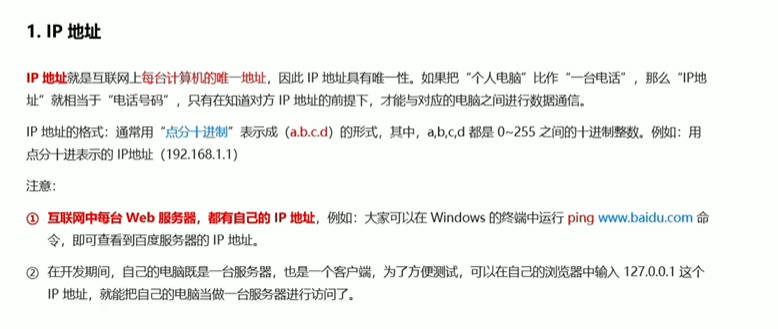 1. IP 地址
IP 地址就是互联网上每台计算机的唯一地址，因此 IP 地址具有唯一性。如果把“个人电脑”比作“一台电话”，那么“IP地
址”就相当于“电话号码”，只有在知道对方 IP 地址的前提下，才能与对应的电脑之间进行数据通信。
IP 地址的格式：通常用“点分十进制”表示成（a.b.c.d）的形式，其中，a,b,c,d 都是 0~255 之间的十进制整数。例如：用
点分十进表示的 IP地址（192.168.1.1）
注意：
① 互联网中每台 Web 服务器，都有自己的 IP 地址，例如：大家可以在 Windows 的终端中运行 ping www.baidu.com 命
令，即可查看到百度服务器的 IP 地址。
② 在开发期间，自己的电脑既是一台服务器，也是一个客户端，为了方便测试，可以在自己的浏览器中输入 127.0.0.1 这个
IP 地址，就能把自己的电脑当做一台服务器进行访问了。